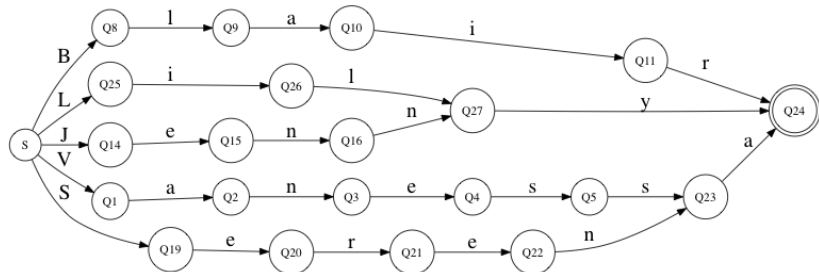 B Q8 l Q9 a Q10 i Q11 r
L Q25 i Q26 l Q27 y Q24
S J Q14 e Q15 n Q16 n
V Q1 a Q2 n Q3 e Q4 s Q5 s Q23 a
S Q19 e Q20 r Q21 e Q22 n